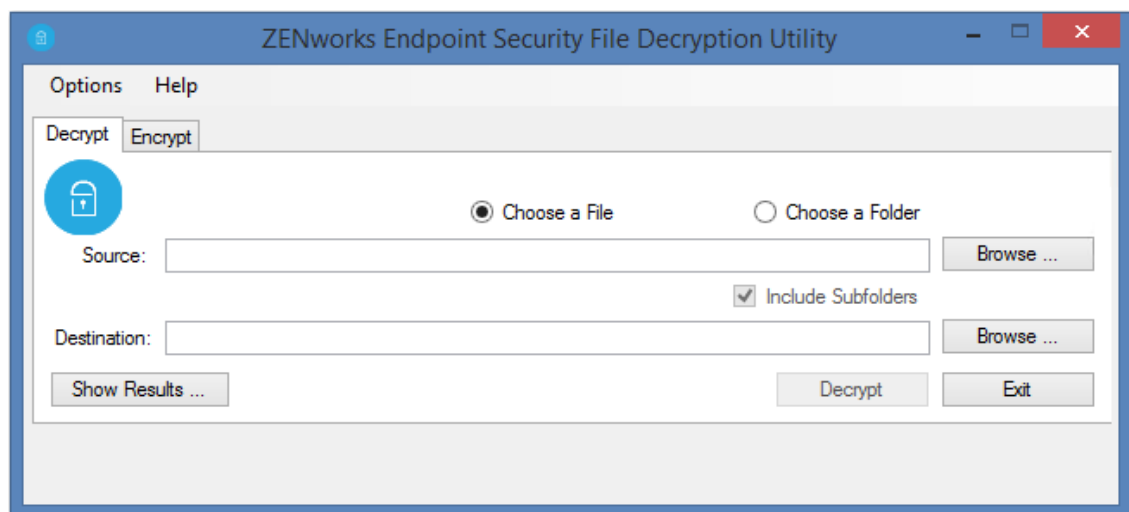 ZENworks Endpoint Security File Decryption Utility
Options Help
Decrypt Encrypt
Choose a File Choose a Folder
Source: Browse ...
Include Subfolders
Destination: Browse ...
Show Results ... Decrypt Exit